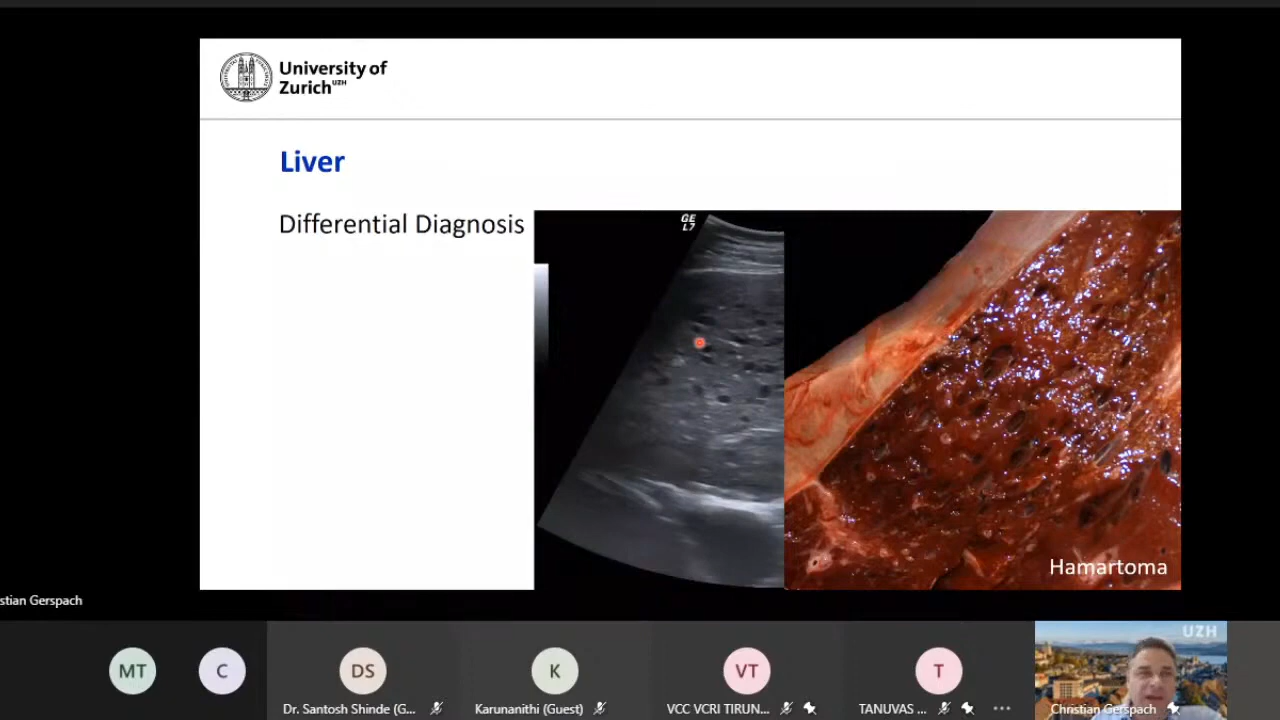 University of
Zurich UZH
Liver
Differential Diagnosis
GE
L7
Hamartoma
stian Gerspach
MT
C
DS
K
VT
T
UZH
Dr. Santosh Shinde (G...
Karunanithi (Guest)
VCC VCRI TIRUN...
TANUVAS ...
Christian Gerspach